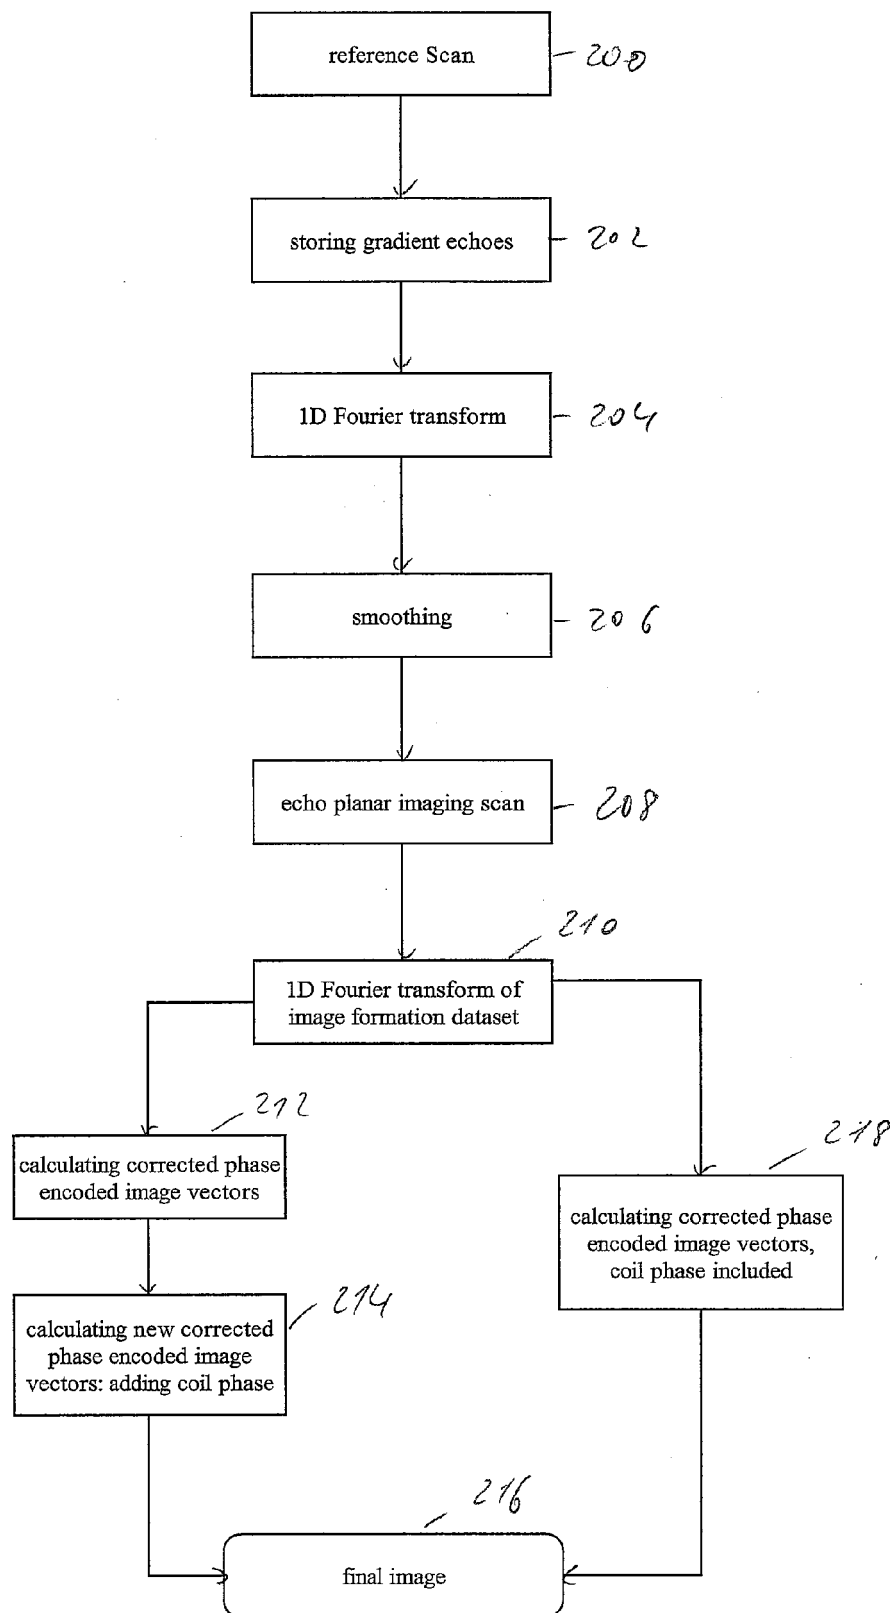 reference Scan
200
storing gradient echoes
202
1D Fourier transform
204
smoothing
206
echo planar imaging scan
208
210
1D Fourier transform of
image formation dataset
212
calculating corrected phase
encoded image vectors
218
calculating corrected phase
encoded image vectors,
coil phase included
214
calculating new corrected
phase encoded image
vectors: adding coil phase
216
final image